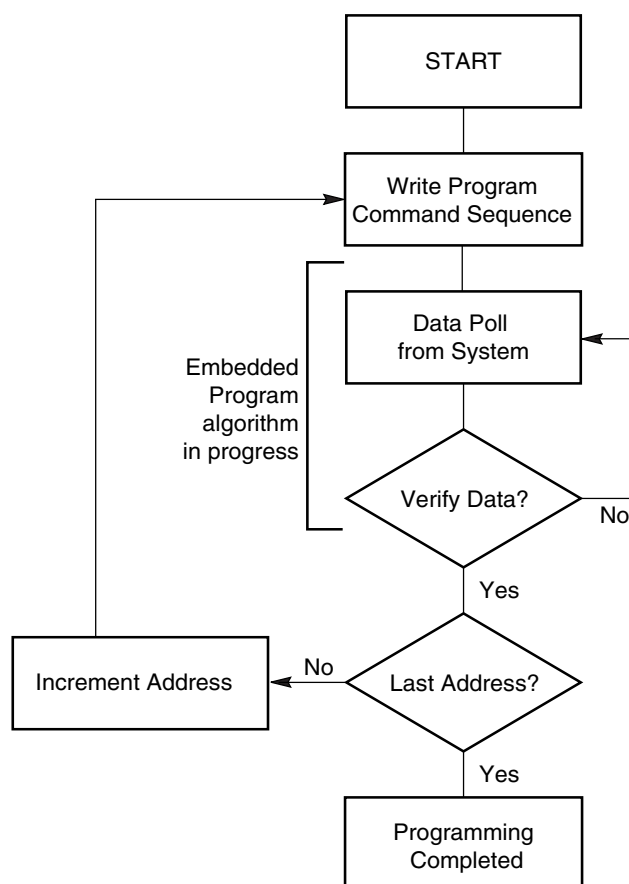 START
Write Program
Command Sequence
Data Poll
from System
Embedded
Program
algorithm
in progress
Verify Data?
No
Yes
No
Increment Address
Last Address?
Yes
Programming
Completed